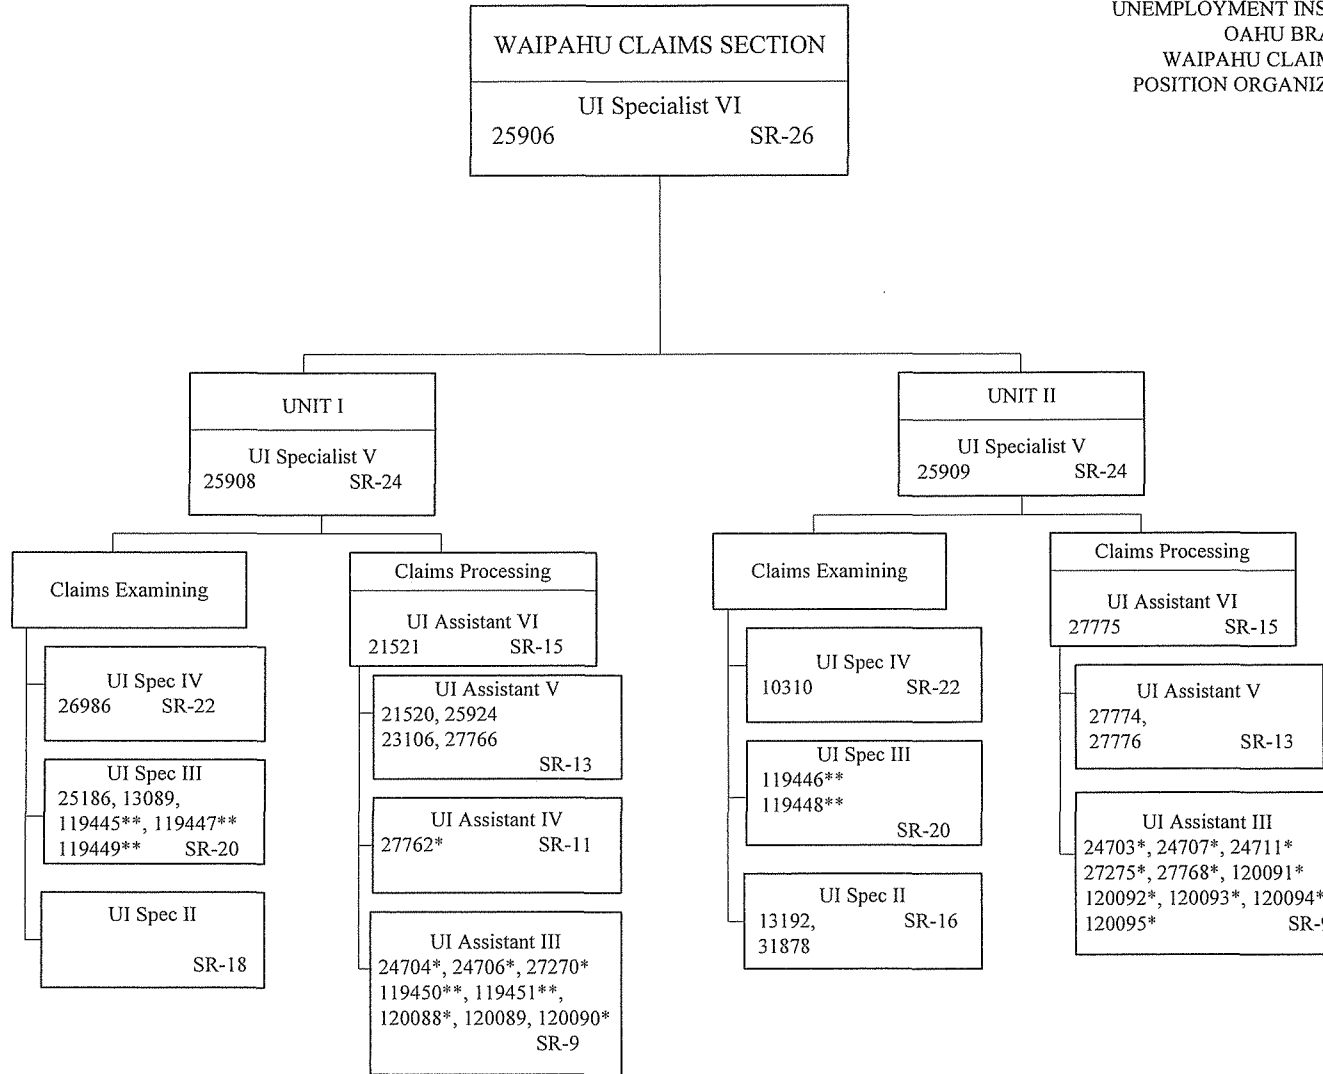 UNEMPLOYMENT INS
OAHU BRA
WAIPAHU CLAIM
POSITION ORGANIZ
WAIPAHU CLAIMS SECTION
UI Specialist VI
25906 SR-26
UNIT I
UI Specialist V
25908 SR-24
Claims Examining
UI Spec IV
26986 SR-22
UI Spec III
25186, 13089,
119445**, 119447**
119449** SR-20
UI Spec II
SR-18
Claims Processing
UI Assistant VI
21521 SR-15
UI Assistant V
21520, 25924
23106, 27766
SR-13
UI Assistant IV
27762* SR-11
UI Assistant III
24704*, 24706*, 27270*
119450**, 119451**,
120088*, 120089, 120090*
SR-9
UNIT II
UI Specialist V
25909 SR-24
Claims Examining
UI Spec IV
10310 SR-22
UI Spec III
119446**
119448**
SR-20
UI Spec II
13192, SR-16
31878
Claims Processing
UI Assistant VI
27775 SR-15
UI Assistant V
27774,
27776 SR-13
UI Assistant III
24703*, 24707*, 24711*
27275*, 27768*, 120091*
120092*, 120093*, 120094*
120095* SR-9